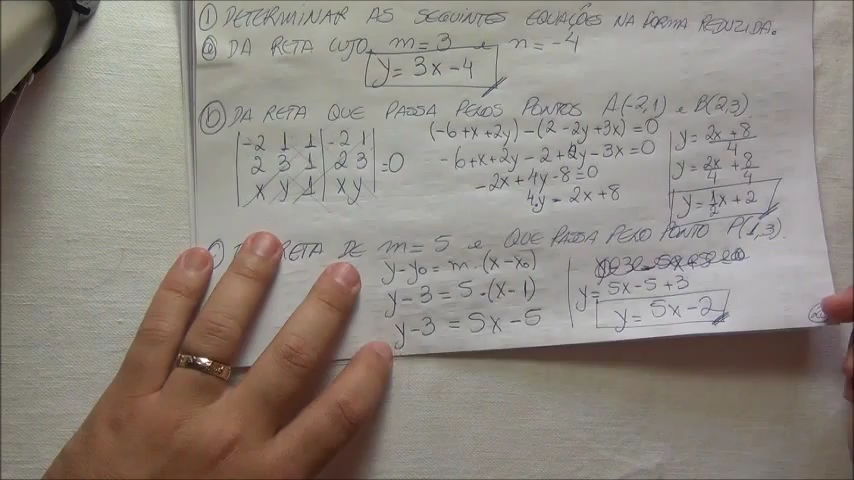 ① DETERMINAR AS SEGUINTES EQUAÇÕES NA FORMA REDUZIDA.
ⓐ DA RETA CUJO m = 3 e n = -4
y = 3x - 4
ⓑ DA RETA QUE PASSA PELOS PONTOS A(-2,1) e B(2,3)
-2 1 1 -2 1
2 3 1 2 3 = 0
x y 1 x y
(-6+x+2y) - (2-2y+3x) = 0
-6+x+2y-2+2y-3x = 0
-2x+4y-8 = 0
4y = 2x+8
y = 2x+8/4
y = 2x/4 + 8/4
y = 1/2x + 2
RETA DE m = 5 e QUE PASSA PELO PONTO P(1,3).
y-y0 = m·(x-x0)
y-3 = 5·(x-1)
y-3 = 5x-5
y = 5x-5+3
y = 5x-2